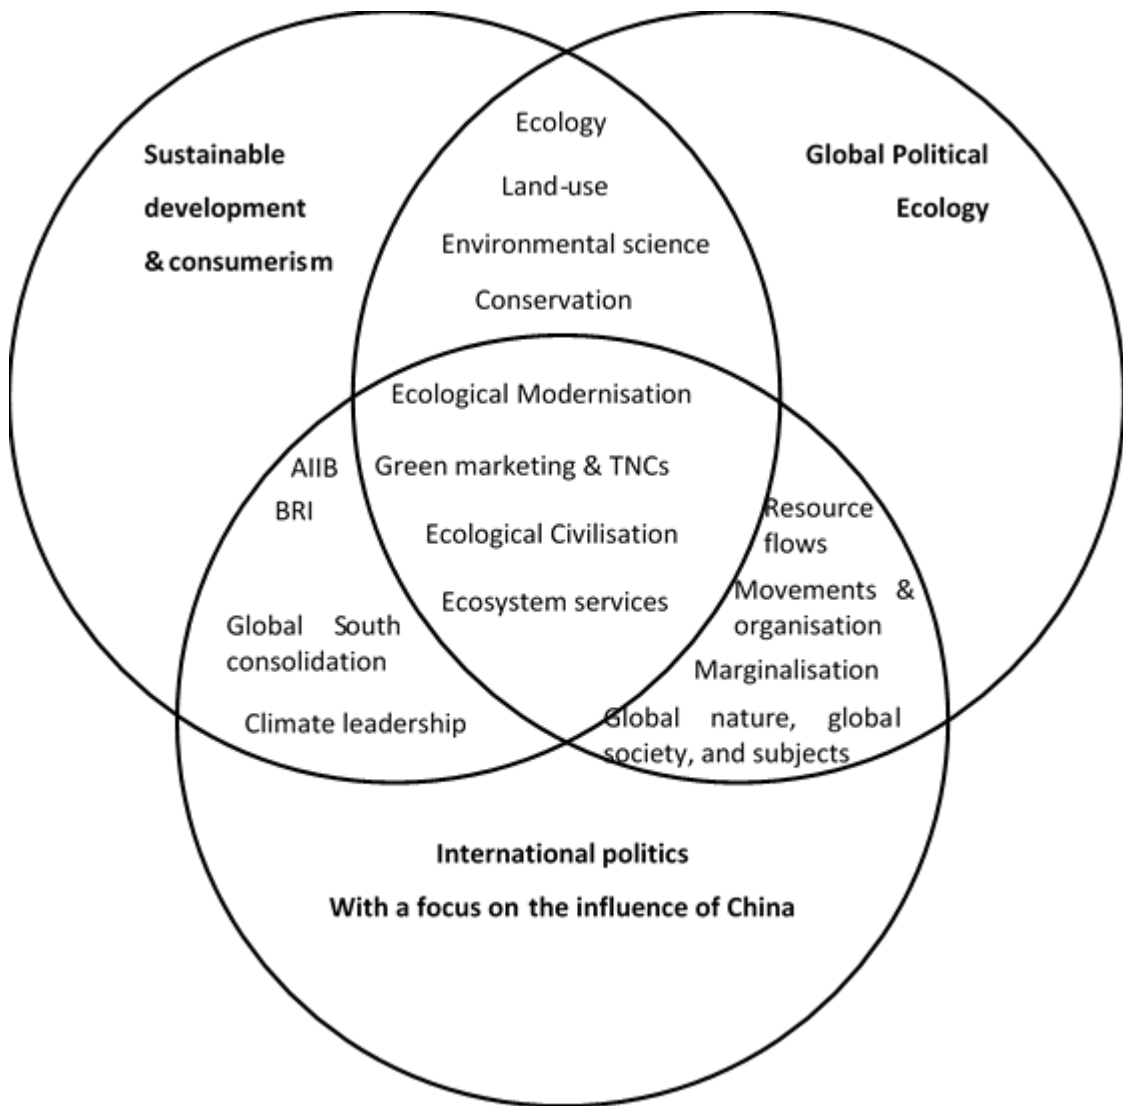 Sustainable
development
& consumerism
Global Political
Ecology
Ecology
Land-use
Environmental science
Conservation
Ecological Modernisation
Green marketing & TNCs
Ecological Civilisation
Ecosystem services
AIIB
BRI
Global South
consolidation
Climate leadership
Resource
flows
Movements &
organisation
Marginalisation
Global nature, global
society, and subjects
International politics
With a focus on the influence of China